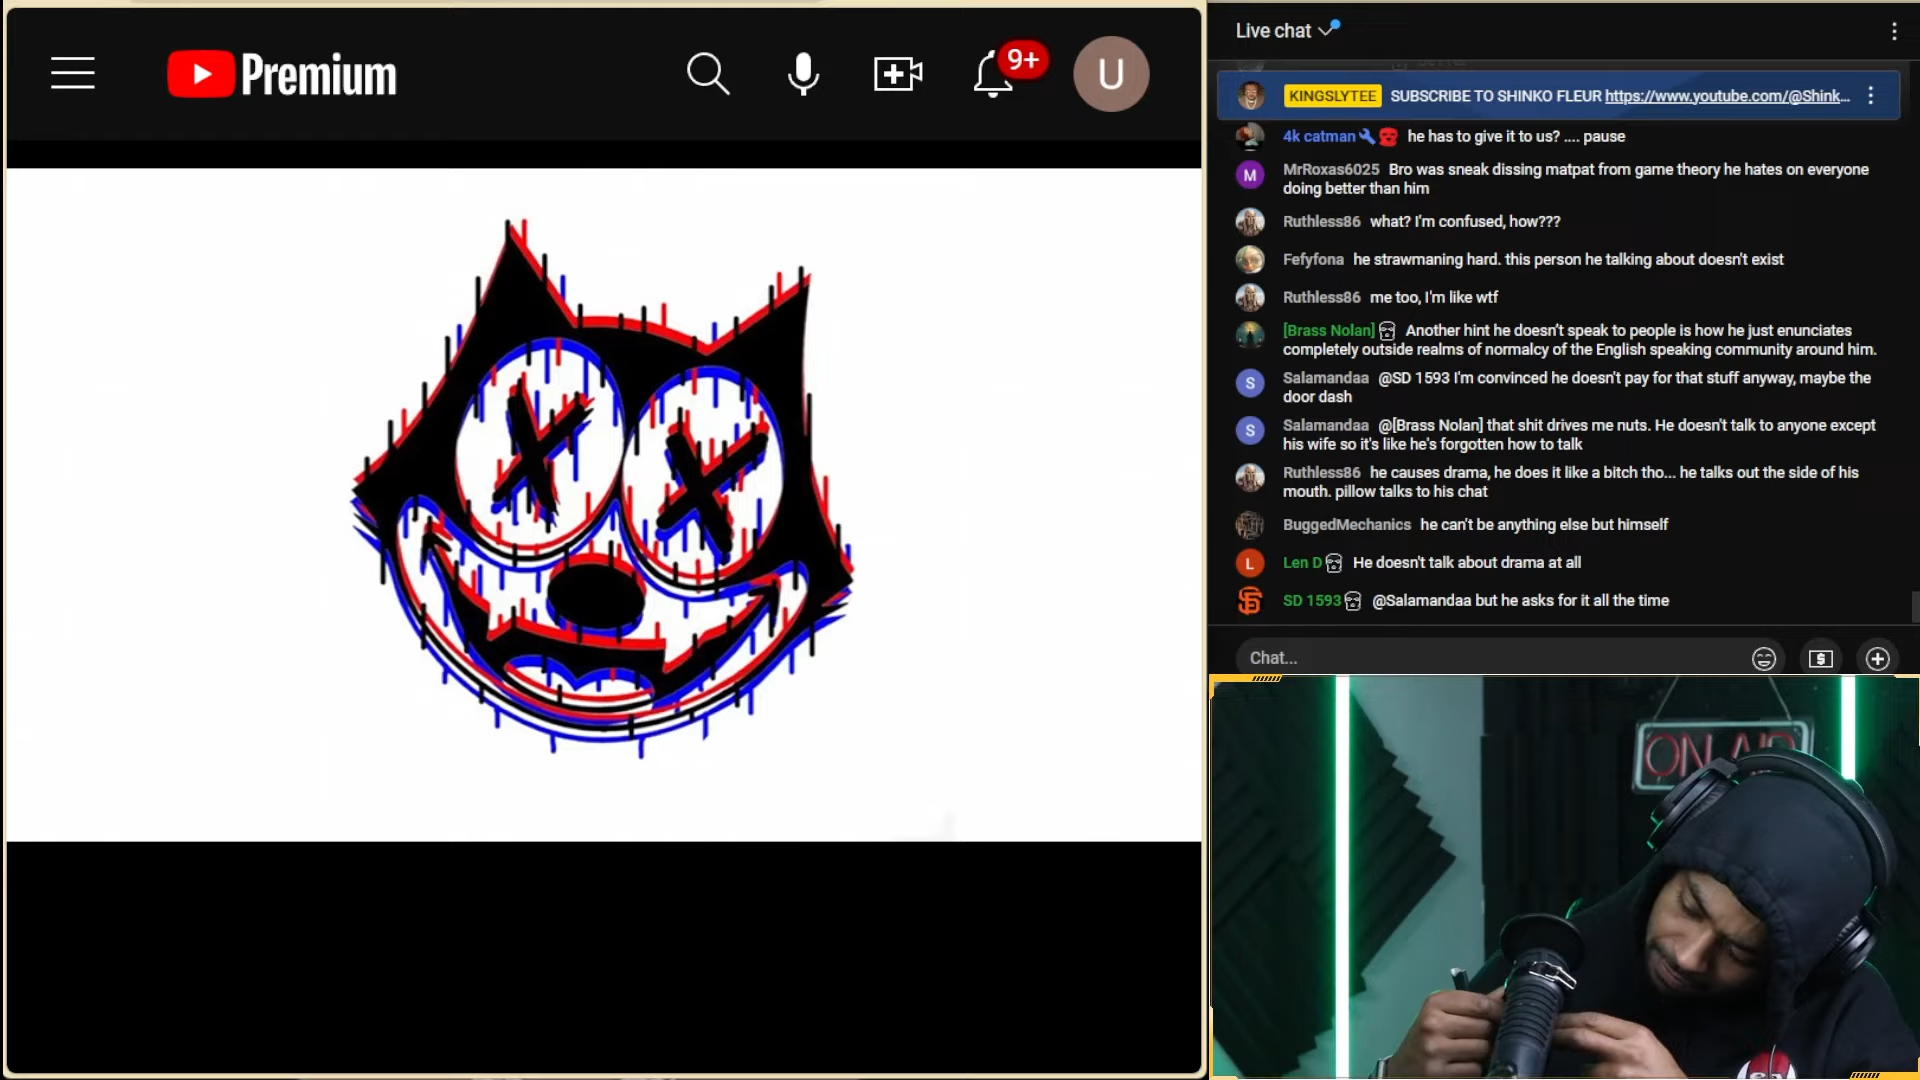 Premium
9+
U
Live chat
KINGSLYTEE SUBSCRIBE TO SHINKO FLEUR https://www.youtube.com/@Shink...
4k catman he has to give it to us? .... pause
M
MrRoxas6025 Bro was sneak dissing matpat from game theory he hates on everyone
doing better than him
Ruthless86 what? I'm confused, how???
Fefyfona he strawmaning hard. this person he talking about doesn't exist
Ruthless86 me too, I'm like wtf
[Brass Nolan] Another hint he doesn't speak to people is how he just enunciates
completely outside realms of normalcy of the English speaking community around him.
S
Salamandaa @SD 1593 I'm convinced he doesn't pay for that stuff anyway, maybe the
door dash
S
Salamandaa @[Brass Nolan] that shit drives me nuts. He doesn't talk to anyone except
his wife so it's like he's forgotten how to talk
Ruthless86 he causes drama, he does it like a bitch tho... he talks out the side of his
mouth. pillow talks to his chat
BuggedMechanics he can't be anything else but himself
L
Len D He doesn't talk about drama at all
SD 1593 @Salamandaa but he asks for it all the time
Chat...
ON AIR